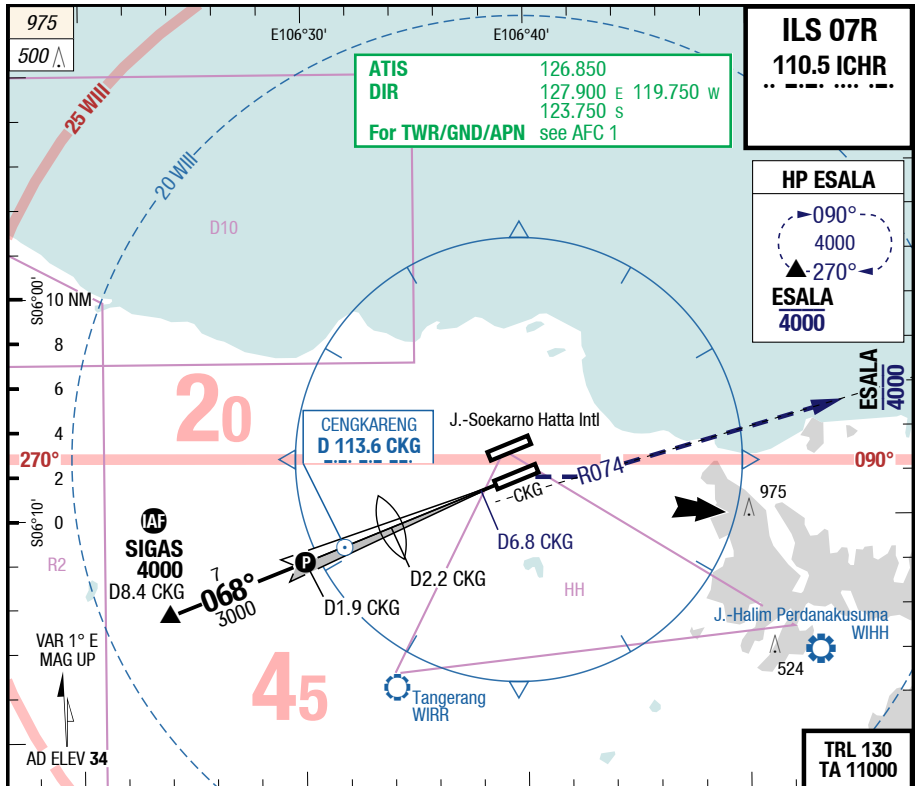 975
500
E106°30'
E106°40'
ILS 07R
110.5 ICHR
25 WIII
20 WIII
ATIS 126.850
DIR 127.900 E 119.750 W
123.750 S
For TWR/GND/APN see AFC 1
HP ESALA
090°
4000
270°
ESALA
4000
D10
S06°00'
10 NM
8
6
4
2
0
S06°10'
20
45
270°
090°
CENGKARENG
D 113.6 CKG
J.-Soekarno Hatta Intl
ESALA
4000
R074
CKG
D6.8 CKG
975
IAF
SIGAS
4000
D8.4 CKG
R2
7
068°
3000
P
D1.9 CKG
D2.2 CKG
HH
J.-Halim Perdanakusuma
WIHH
524
Tangerang
WIRR
VAR 1° E
MAG UP
AD ELEV 34
TRL 130
TA 11000